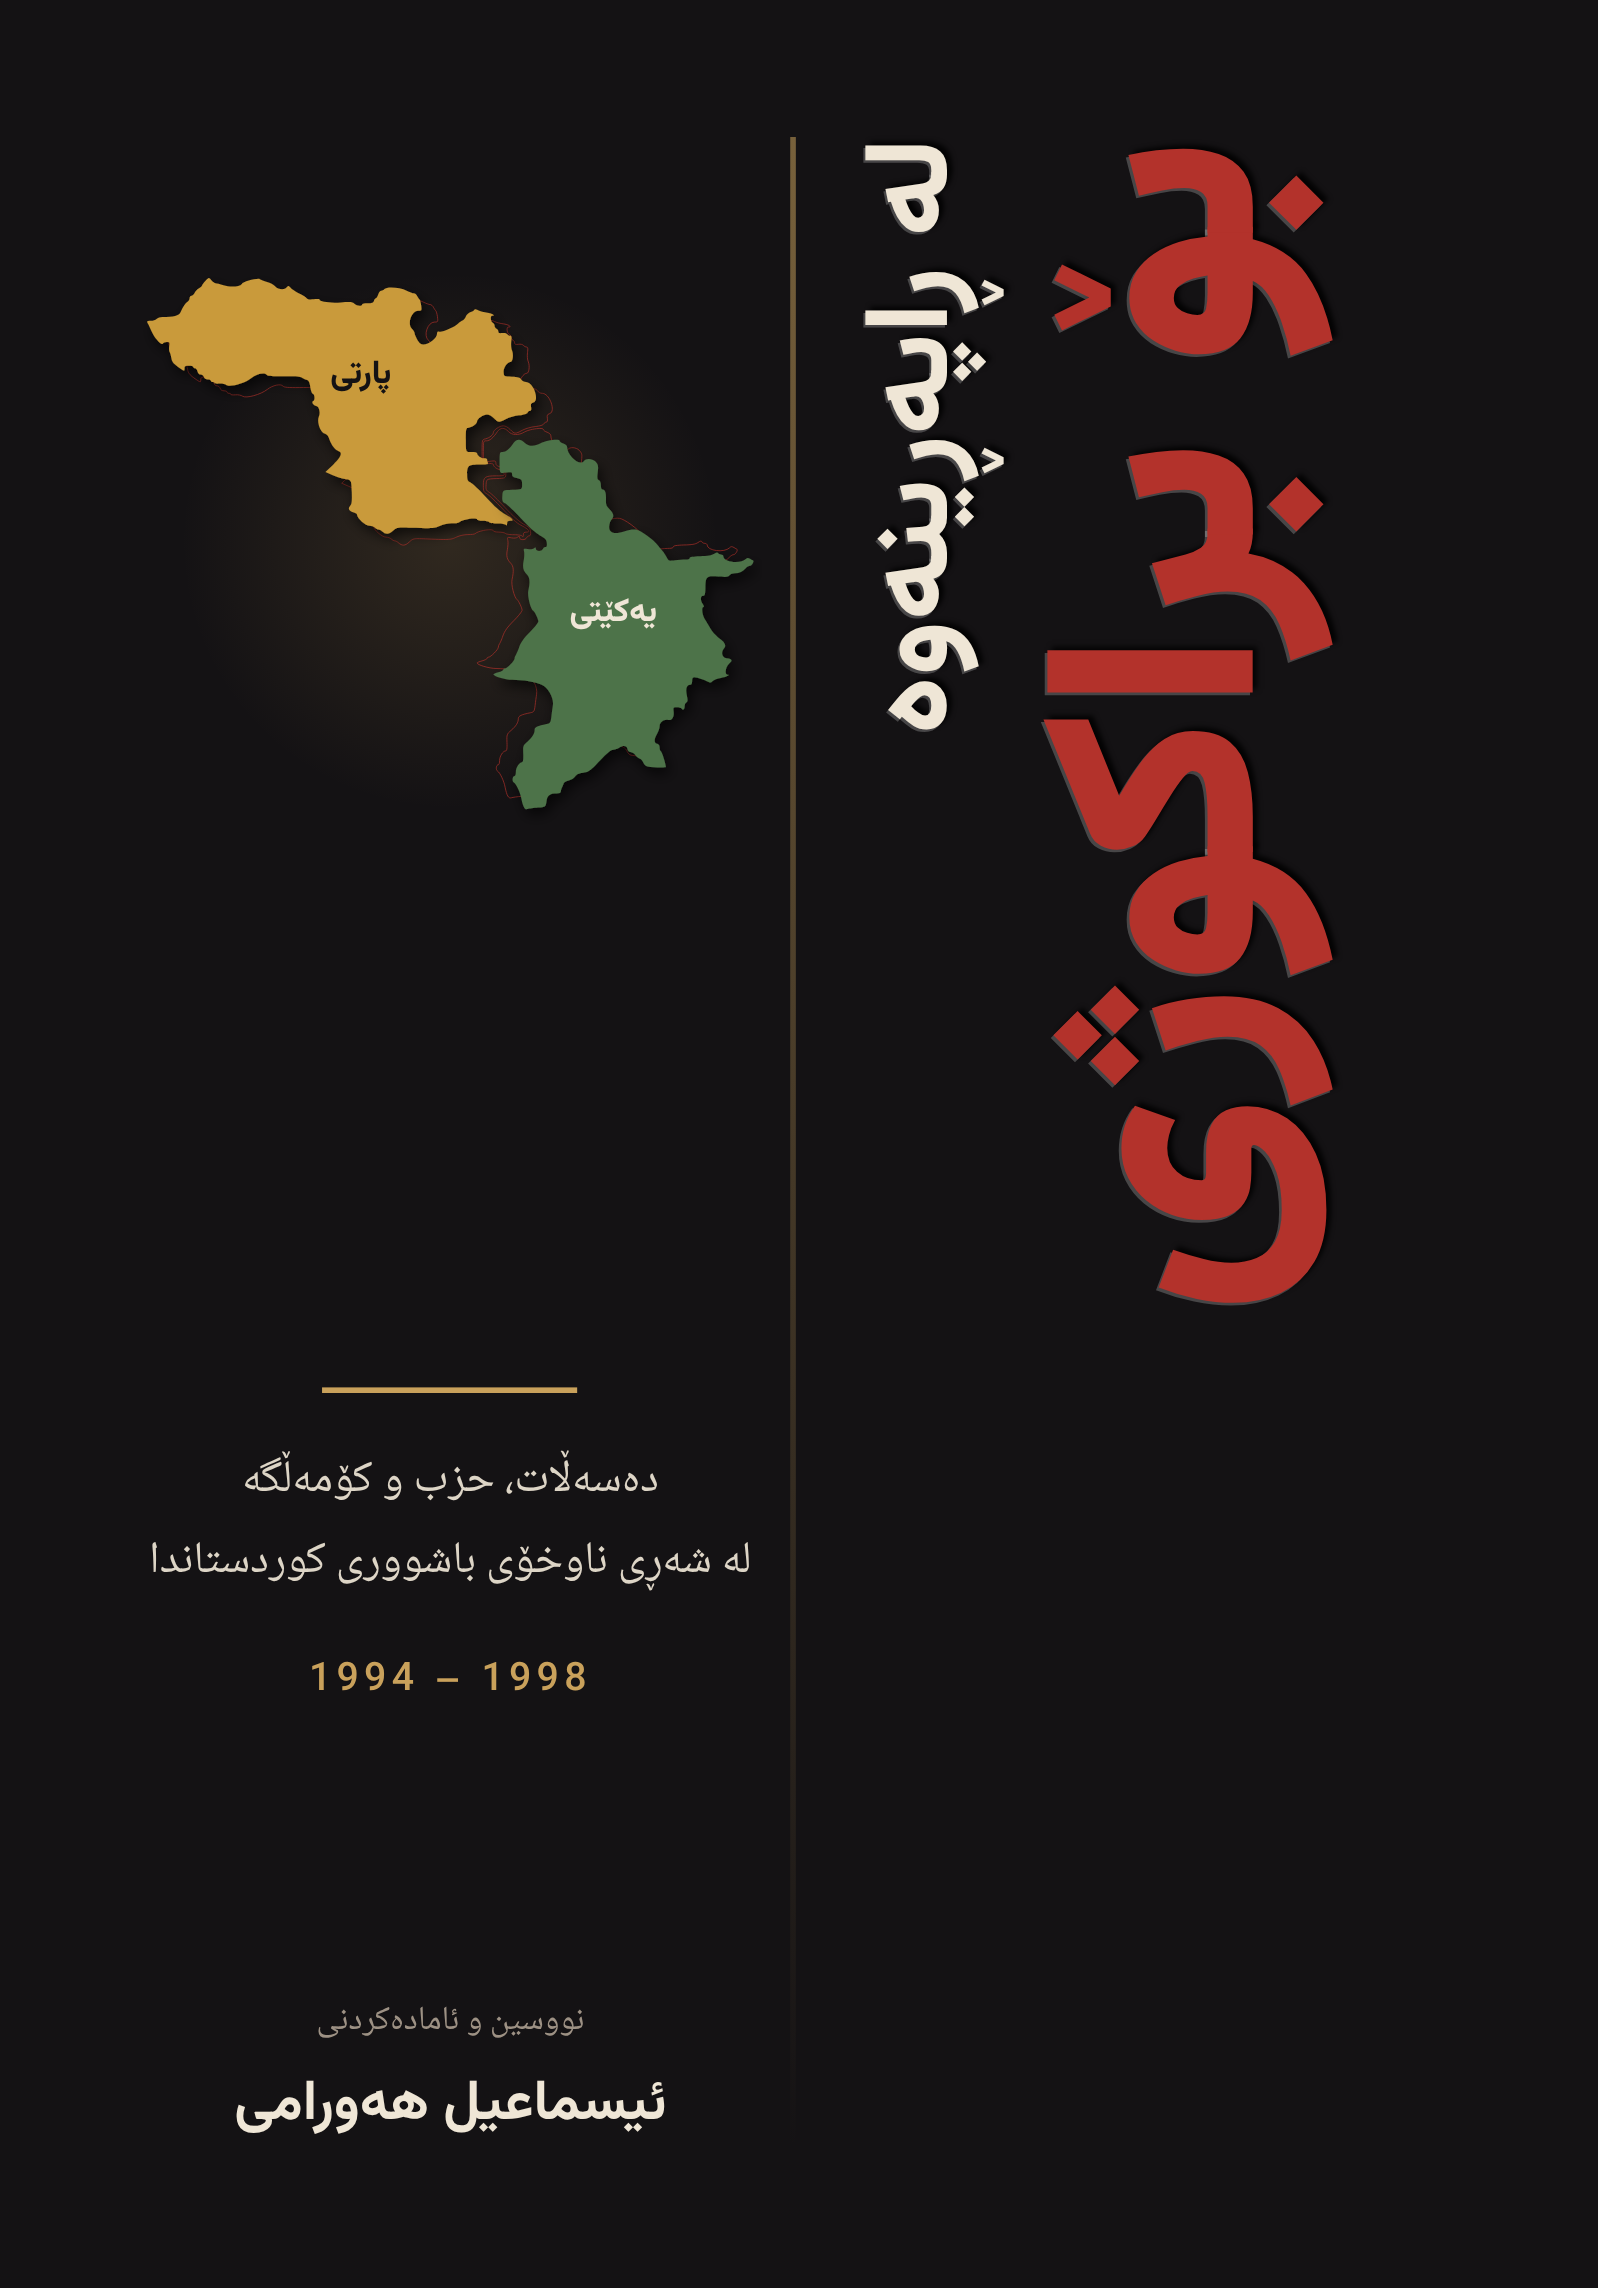 لە ڕاپەڕینەوە
بۆ براکوژی
پارتی
یەکێتی
دەسەڵات، حزب و کۆمەڵگە
لە شەڕی ناوخۆی باشووری کوردستاندا
1994 – 1998
نووسین و ئامادەکردنی
ئیسماعیل هەورامی